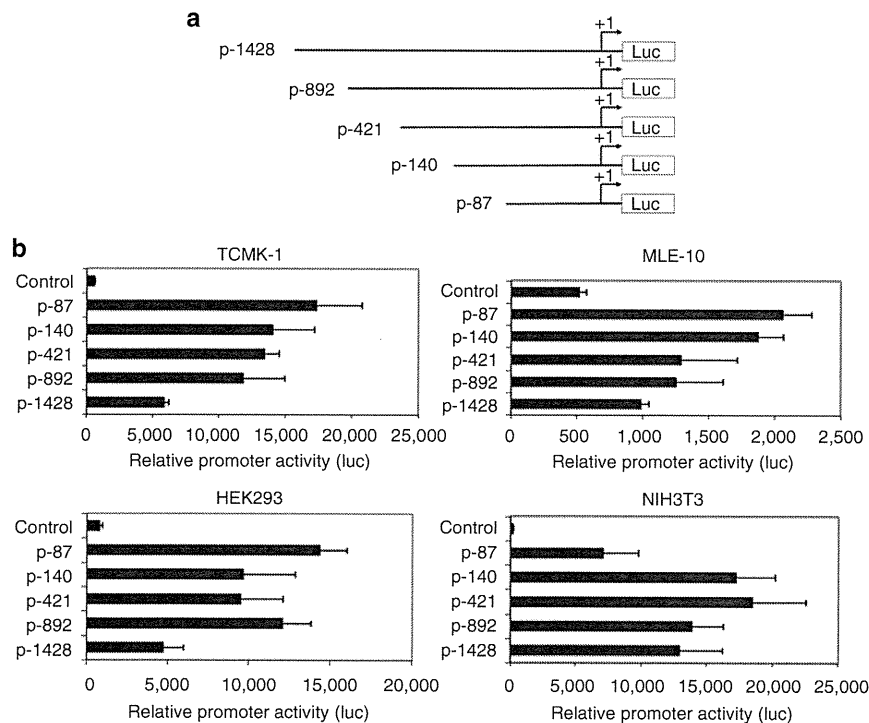 a
p-1428 +1 Luc
p-892 +1 Luc
p-421 +1 Luc
p-140 +1 Luc
p-87 +1 Luc
b
TCMK-1
Control
p-87
p-140
p-421
p-892
p-1428
0 5,000 10,000 15,000 20,000 25,000
Relative promoter activity (luc)
MLE-10
Control
p-87
p-140
p-421
p-892
p-1428
0 500 1,000 1,500 2,000 2,500
Relative promoter activity (luc)
HEK293
Control
p-87
p-140
p-421
p-892
p-1428
0 5,000 10,000 15,000 20,000
Relative promoter activity (luc)
NIH3T3
Control
p-87
p-140
p-421
p-892
p-1428
0 5,000 10,000 15,000 20,000 25,000
Relative promoter activity (luc)